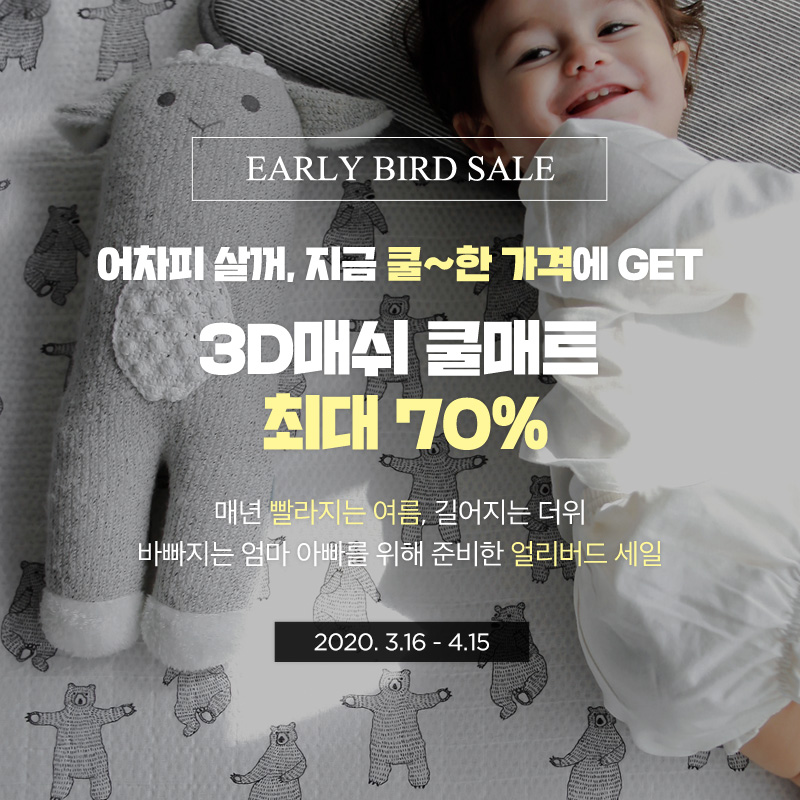 EARLY BIRD SALE
어차피 살꺼, 지금 쿨~한 가격에 GET
3D매쉬 쿨매트
최대 70%
매년 빨라지는 여름, 길어지는 더위
바빠지는 엄마 아빠를 위해 준비한 얼리버드 세일
2020. 3.16 - 4.15